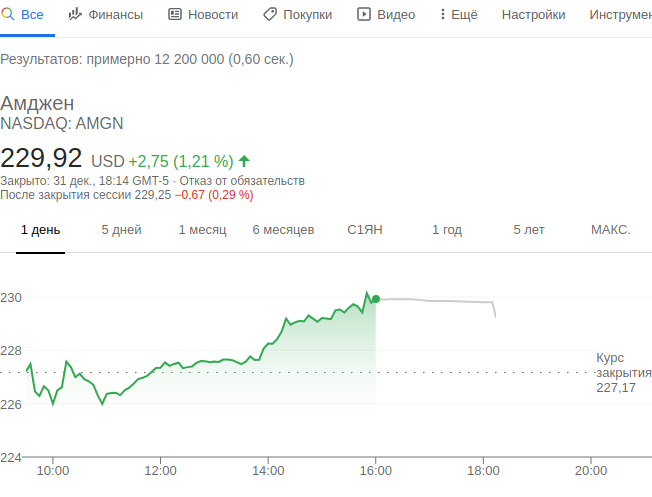 Все Финансы Новости Покупки Видео Ещё Настройки Инструмен
Результатов: примерно 12 200 000 (0,60 сек.)
Амджен
NASDAQ: AMGN
229,92 USD +2,75 (1,21 %)
Закрыто: 31 дек., 18:14 GMT-5 · Отказ от обязательств
После закрытия сессии 229,25 −0,67 (0,29 %)
1 день 5 дней 1 месяц 6 месяцев С1ЯН 1 год 5 лет МАКС.
230
228
Курс
закрытия
227,17
226
224
10:00 12:00 14:00 16:00 18:00 20:00